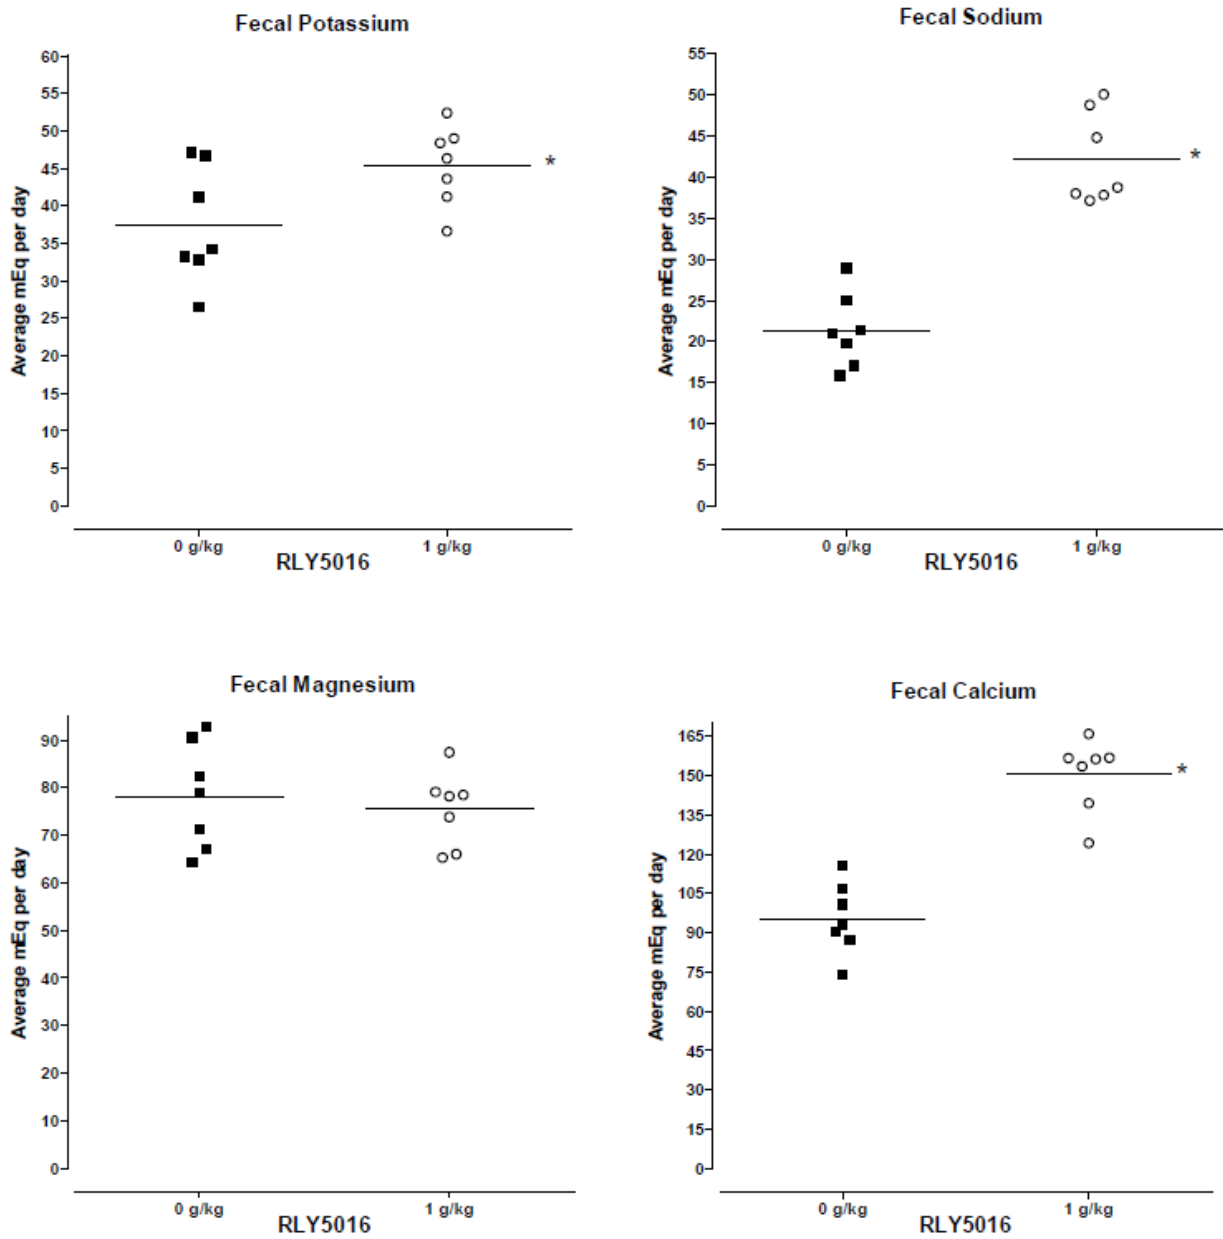 Fecal Potassium
Average mEq per day
60
55
50
45
40
35
30
25
20
15
10
5
0
*
0 g/kg
1 g/kg
RLY5016
Fecal Sodium
Average mEq per day
55
50
45
40
35
30
25
20
15
10
5
0
*
0 g/kg
1 g/kg
RLY5016
Fecal Magnesium
Average mEq per day
90
80
70
60
50
40
30
20
10
0
0 g/kg
1 g/kg
RLY5016
Fecal Calcium
Average mEq per day
165
150
135
120
105
90
75
60
45
30
15
0
*
0 g/kg
1 g/kg
RLY5016